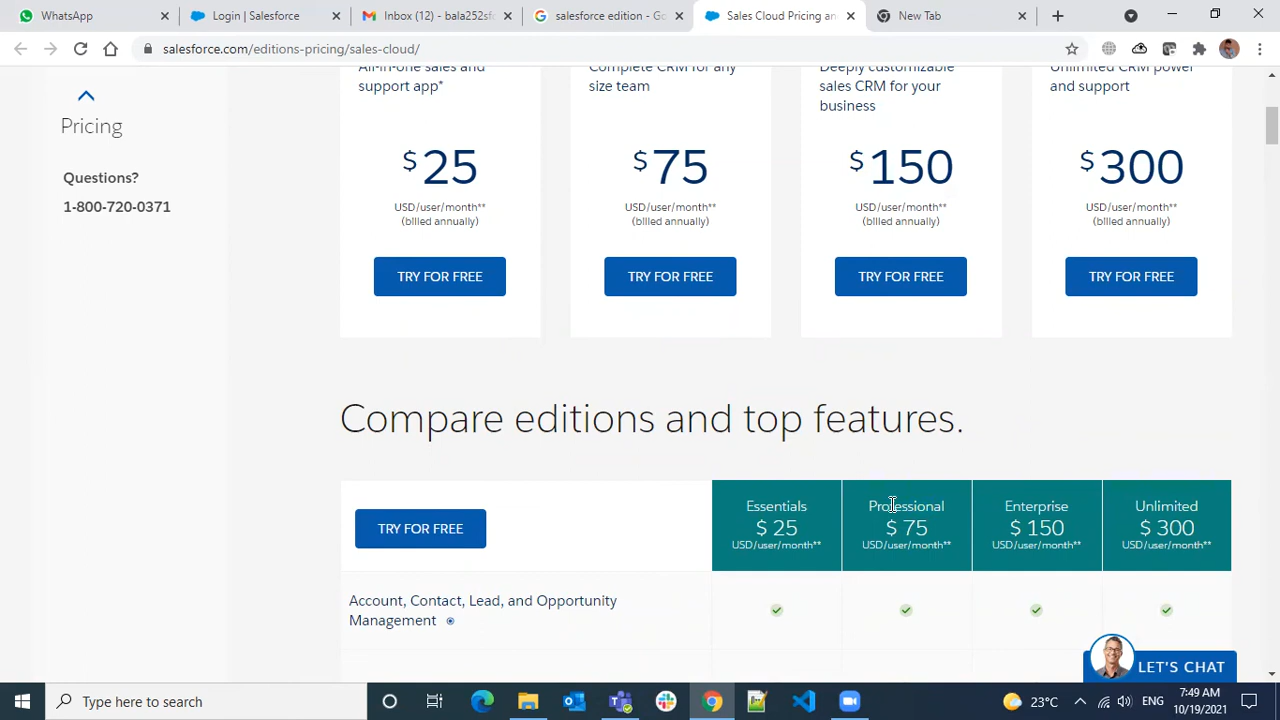 WhatsApp
Login | Salesforce
Inbox (12) - bala252sf
salesforce edition - Go
Sales Cloud Pricing an
New Tab
salesforce.com/editions-pricing/sales-cloud/
Pricing
Questions?
1-800-720-0371
All-in-one sales and
support app*
$25
USD/user/month**
(billed annually)
TRY FOR FREE
Complete CRM for any
size team
$75
USD/user/month**
(billed annually)
TRY FOR FREE
Deeply customizable
sales CRM for your
business
$150
USD/user/month**
(billed annually)
TRY FOR FREE
Unlimited CRM power
and support
$300
USD/user/month**
(billed annually)
TRY FOR FREE
Compare editions and top features.
TRY FOR FREE
Essentials
$ 25
USD/user/month**
Professional
$ 75
USD/user/month**
Enterprise
$ 150
USD/user/month**
Unlimited
$ 300
USD/user/month**
Account, Contact, Lead, and Opportunity
Management
LET'S CHAT
Type here to search
23°C
ENG
7:49 AM
10/19/2021